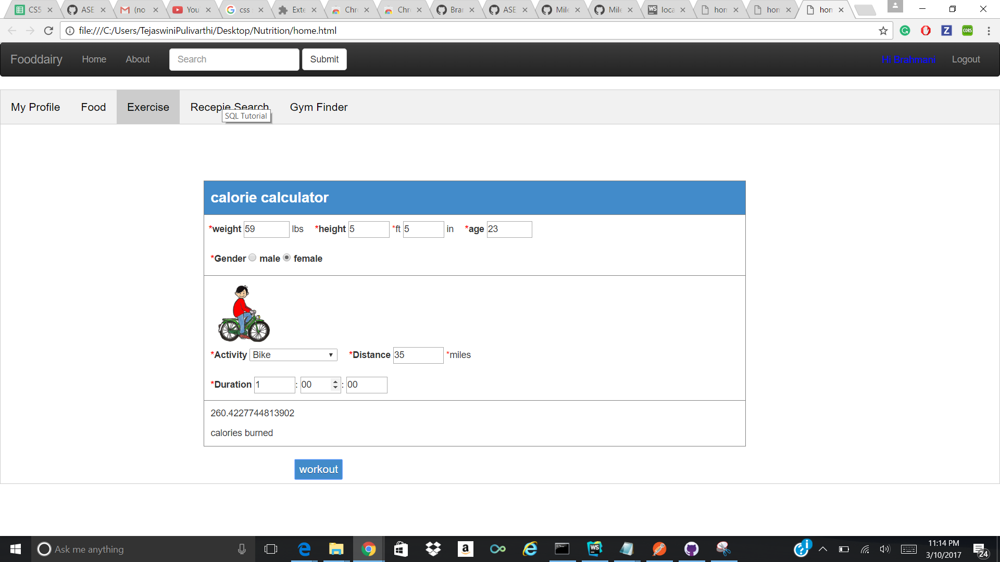 CS5 ASE (no You css Exte Chr Chr Brar ASE Mile Mile loca hon hon hon
file:///C:/Users/TejaswiniPulivarthi/Desktop/Nutrition/home.html
Fooddairy Home About Search Submit Hi Brahmani Logout
My Profile Food Exercise Recepie Search Gym Finder
SQL Tutorial
calorie calculator
*weight 59 lbs *height 5 *ft 5 in *age 23
*Gender male female
*Activity Bike *Distance 35 *miles
*Duration 1 : 00 : 00
260.4227744813902
calories burned
workout
Ask me anything
11:14 PM
3/10/2017
24